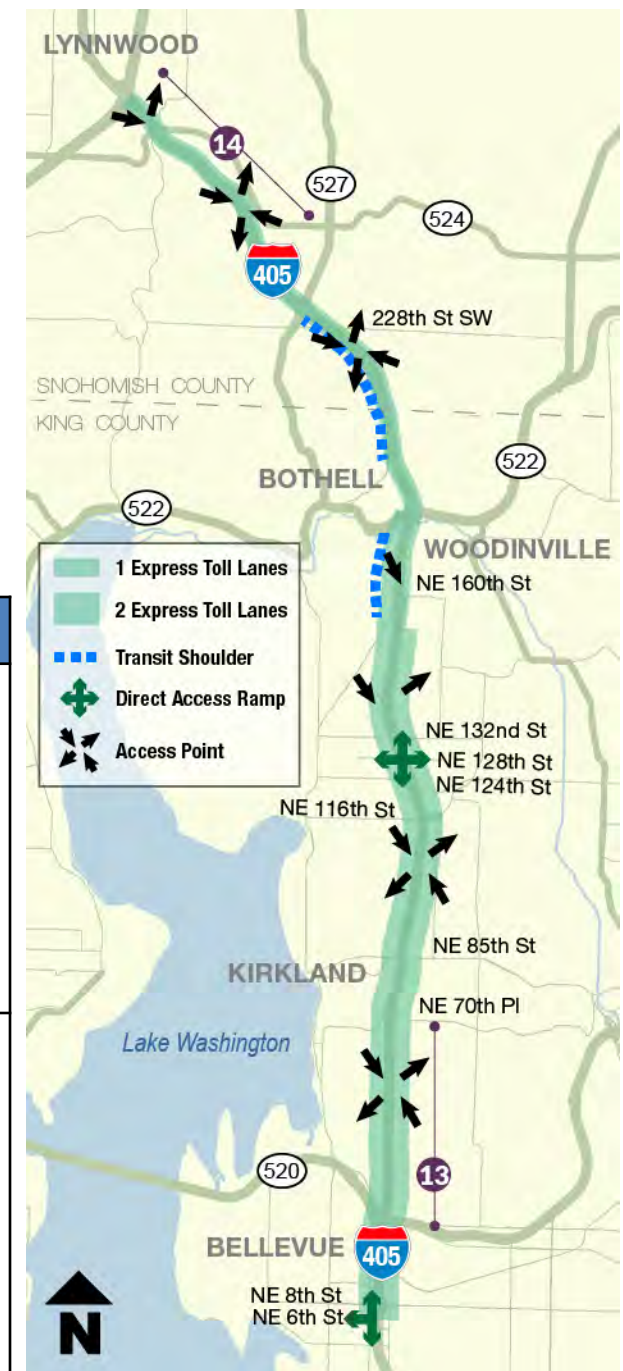 LYNNWOOD
14
527
524
405
228th St SW
SNOHOMISH COUNTY
KING COUNTY
BOTHELL
522
522
WOODINVILLE
1 Express Toll Lanes
2 Express Toll Lanes
Transit Shoulder
Direct Access Ramp
Access Point
NE 160th St
NE 132nd St
NE 128th St
NE 124th St
NE 116th St
NE 85th St
KIRKLAND
NE 70th Pl
Lake Washington
520
13
BELLEVUE
405
NE 8th St
NE 6th St
N